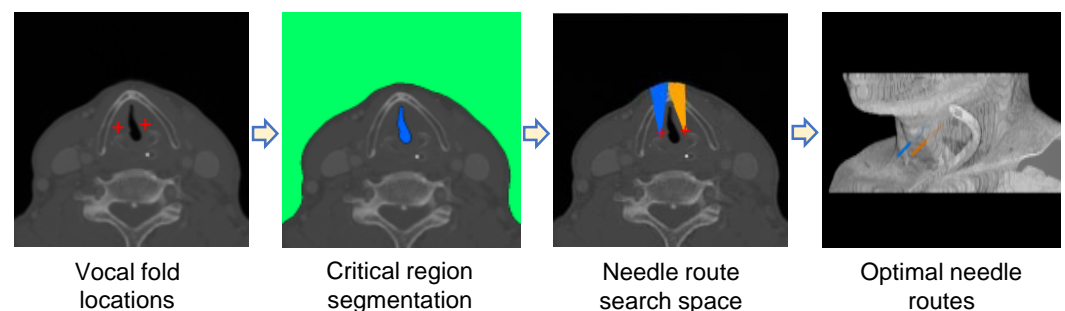 Vocal fold
locations
Critical region
segmentation
Needle route
search space
Optimal needle
routes